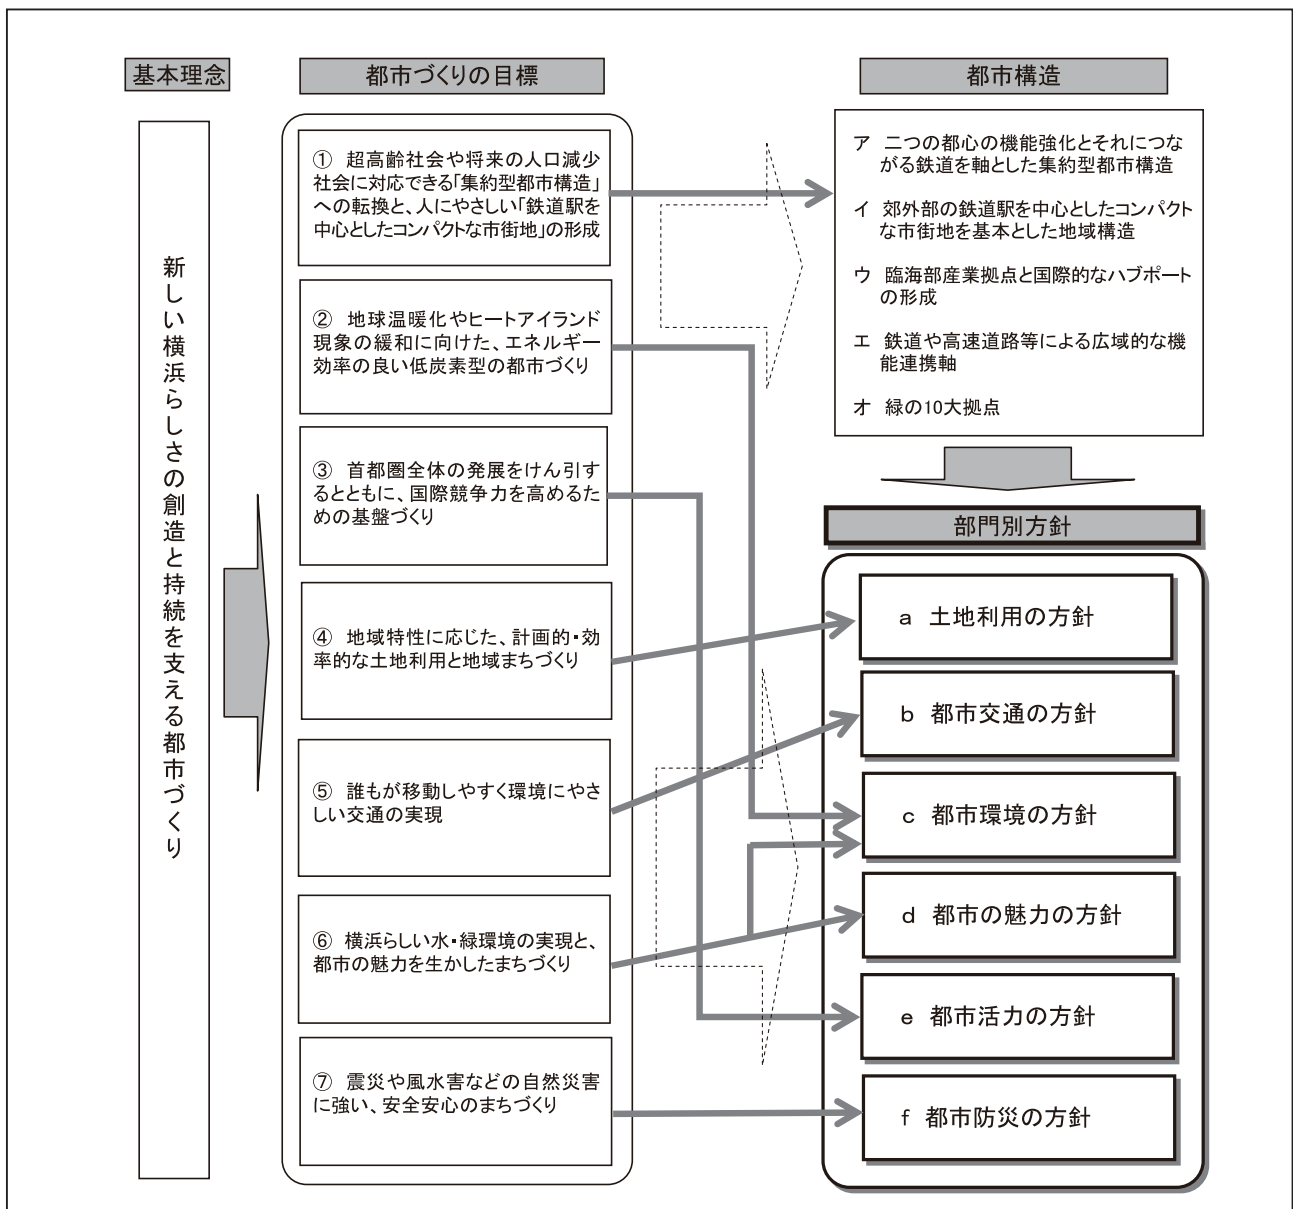 基本理念
新しい横浜らしさの創造と持続を支える都市づくり
都市づくりの目標
① 超高齢社会や将来の人口減少
社会に対応できる「集約型都市構造」
への転換と、人にやさしい「鉄道駅を
中心としたコンパクトな市街地」の形成
② 地球温暖化やヒートアイランド
現象の緩和に向けた、エネルギー
効率の良い低炭素型の都市づくり
③ 首都圏全体の発展をけん引す
るとともに、国際競争力を高めるた
めの基盤づくり
④ 地域特性に応じた、計画的・効
率的な土地利用と地域まちづくり
⑤ 誰もが移動しやすく環境にやさ
しい交通の実現
⑥ 横浜らしい水・緑環境の実現と、
都市の魅力を生かしたまちづくり
⑦ 震災や風水害などの自然災害
に強い、安全安心のまちづくり
都市構造
ア 二つの都心の機能強化とそれにつな
がる鉄道を軸とした集約型都市構造
イ 郊外部の鉄道駅を中心としたコンパクト
な市街地を基本とした地域構造
ウ 臨海部産業拠点と国際的なハブポート
の形成
エ 鉄道や高速道路等による広域的な機
能連携軸
オ 緑の10大拠点
部門別方針
a 土地利用の方針
b 都市交通の方針
c 都市環境の方針
d 都市の魅力の方針
e 都市活力の方針
f 都市防災の方針